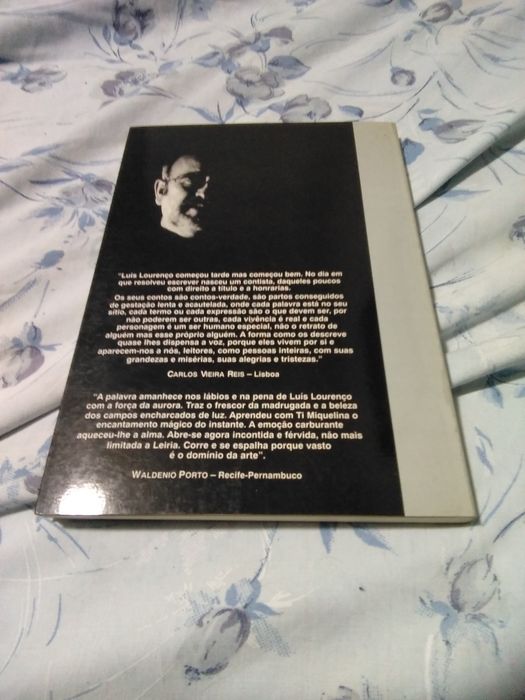 "Luís Lourenço começou tarde mas começou bem. No dia em
que resolveu escrever nasceu um contista, daqueles poucos
com direito a título e a honrarias.
Os seus contos são contos-verdade, são partos conseguidos
de gestação lenta e acautelada, onde cada palavra está no seu
sítio, cada termo ou cada expressão são o que devem ser, por
não poderem ser outras, cada vivência é real e cada
personagem é um ser humano especial, não o retrato de
alguém mas esse próprio alguém. A forma como os descreve
quase lhes dispensa a voz, porque eles vivem por si e
aparecem-nos a nós, leitores, como pessoas inteiras, com suas
grandezas e misérias, suas alegrias e tristezas."
CARLOS VIEIRA REIS – Lisboa
"A palavra amanhece nos lábios e na pena de Luís Lourenço
com a força da aurora. Traz o frescor da madrugada e a beleza
dos campos encharcados de luz. Aprendeu com Ti Miquelina o
encantamento mágico do instante. A emoção carburante
aqueceu-lhe a alma. Abre-se agora incontida e férvida, não mais
limitada a Leiria. Corre e se espalha porque vasto
é o domínio da arte".
WALDENIO PORTO – Recife-Pernambuco